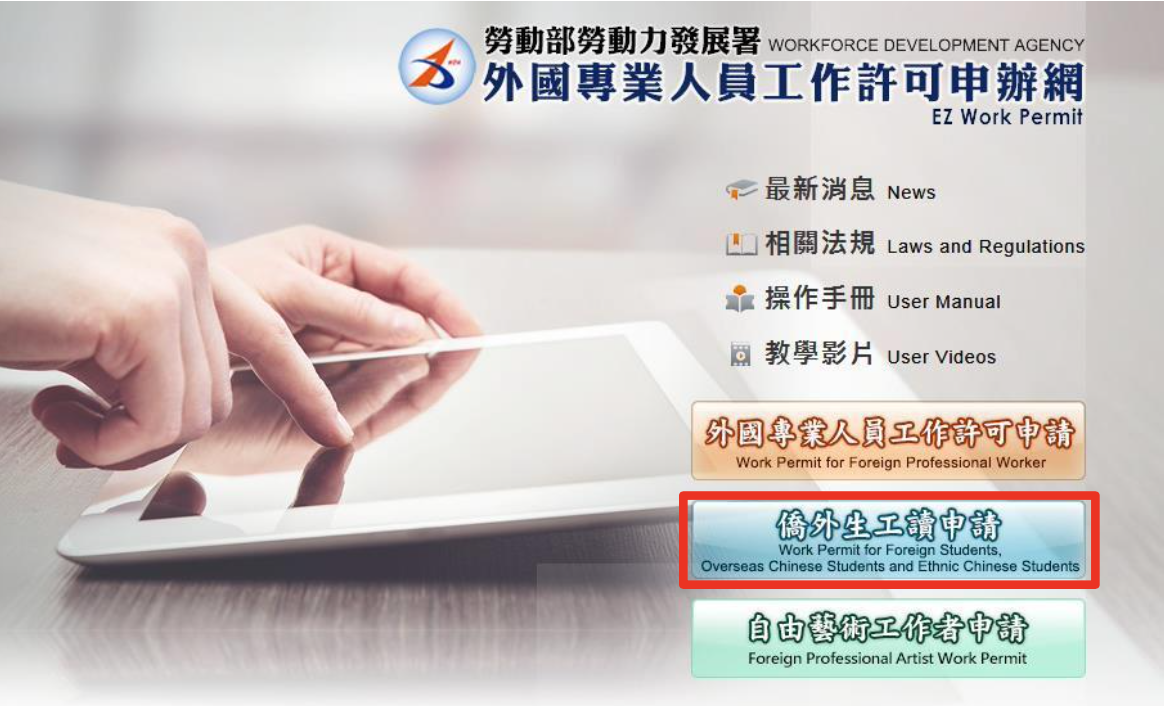 勞動部勞動力發展署 WORKFORCE DEVELOPMENT AGENCY
外國專業人員工作許可申辦網
EZ Work Permit
最新消息 News
相關法規 Laws and Regulations
操作手冊 User Manual
教學影片 User Videos
外國專業人員工作許可申請
Work Permit for Foreign Professional Worker
僑外生工讀申請
Work Permit for Foreign Students,
Overseas Chinese Students and Ethnic Chinese Students
自由藝術工作者申請
Foreign Professional Artist Work Permit